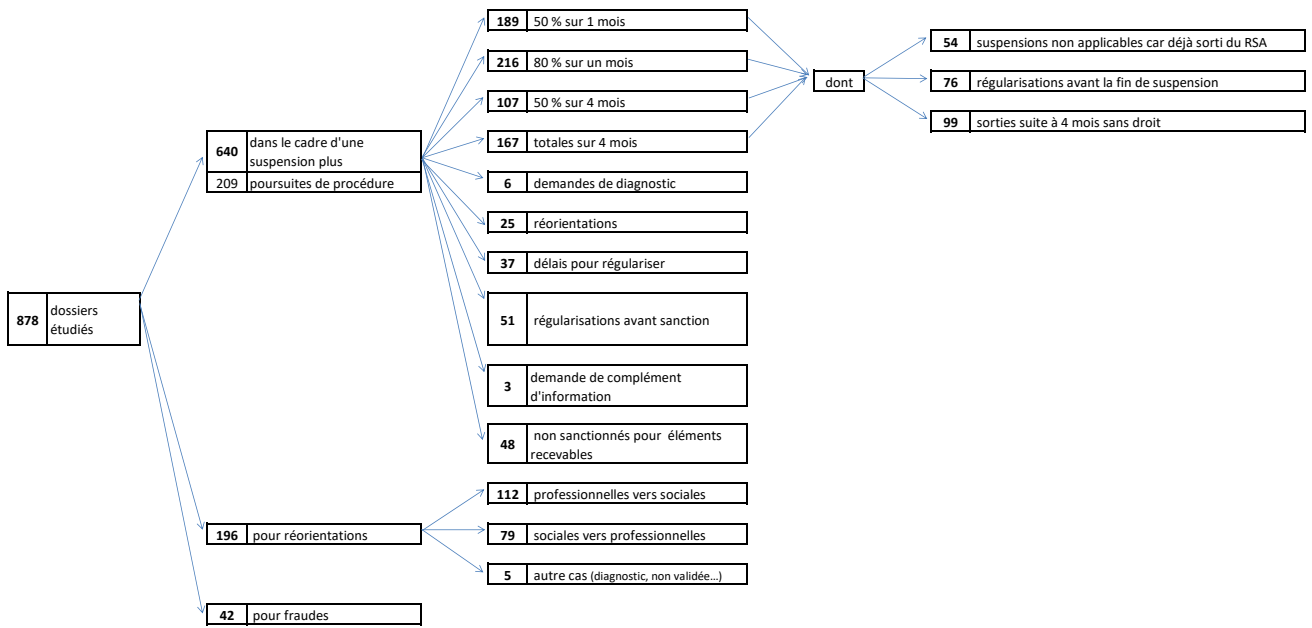 878 dossiers
étudiés
640 dans le cadre d'une
suspension plus
209 poursuites de procédure
196 pour réorientations
42 pour fraudes
189 50 % sur 1 mois
216 80 % sur un mois
107 50 % sur 4 mois
167 totales sur 4 mois
6 demandes de diagnostic
25 réorientations
37 délais pour régulariser
51 régularisations avant sanction
3 demande de complément
d'information
48 non sanctionnés pour éléments
recevables
112 professionnelles vers sociales
79 sociales vers professionnelles
5 autre cas (diagnostic, non validée...)
dont
54 suspensions non applicables car déjà sorti du RSA
76 régularisations avant la fin de suspension
99 sorties suite à 4 mois sans droit